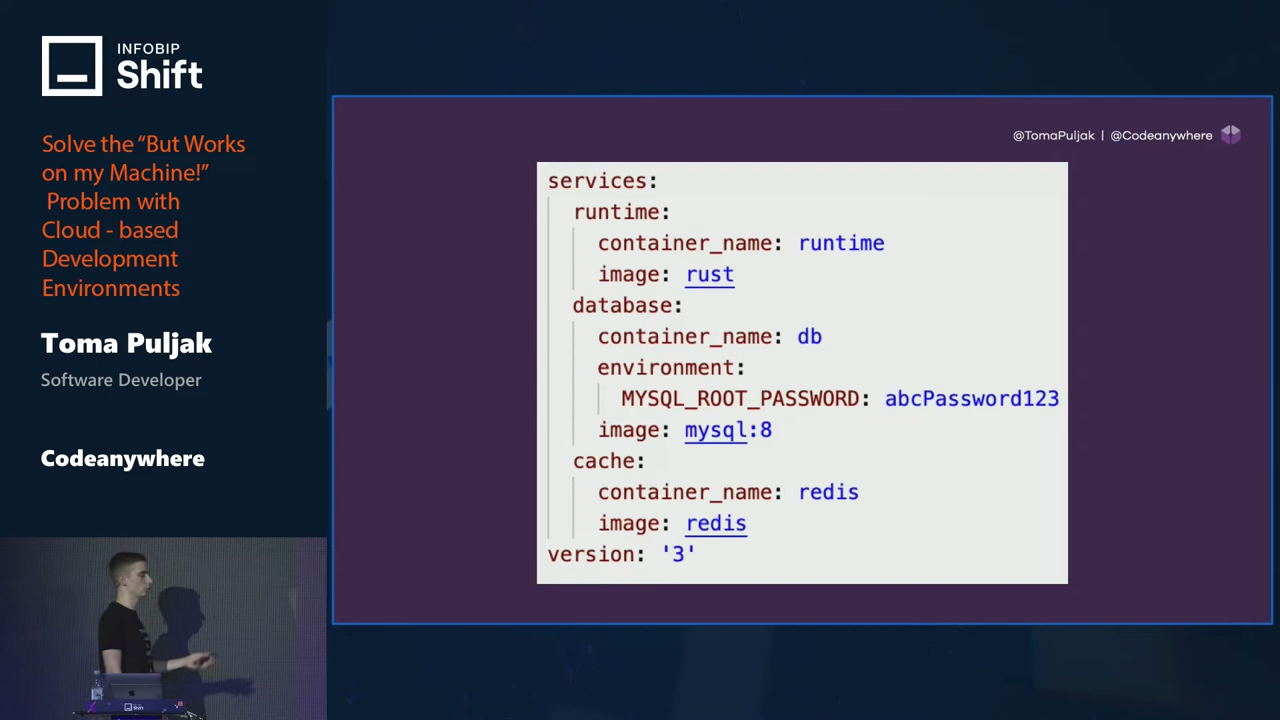 INFOBIP
Shift
Solve the “But Works
on my Machine!”
Problem with
Cloud - based
Development
Environments
Toma Puljak
Software Developer
Codeanywhere
@TomaPuljak | @Codeanywhere
services:
runtime:
container_name: runtime
image: rust
database:
container_name: db
environment:
MYSQL_ROOT_PASSWORD: abcPassword123
image: mysql:8
cache:
container_name: redis
image: redis
version: '3'
Shift